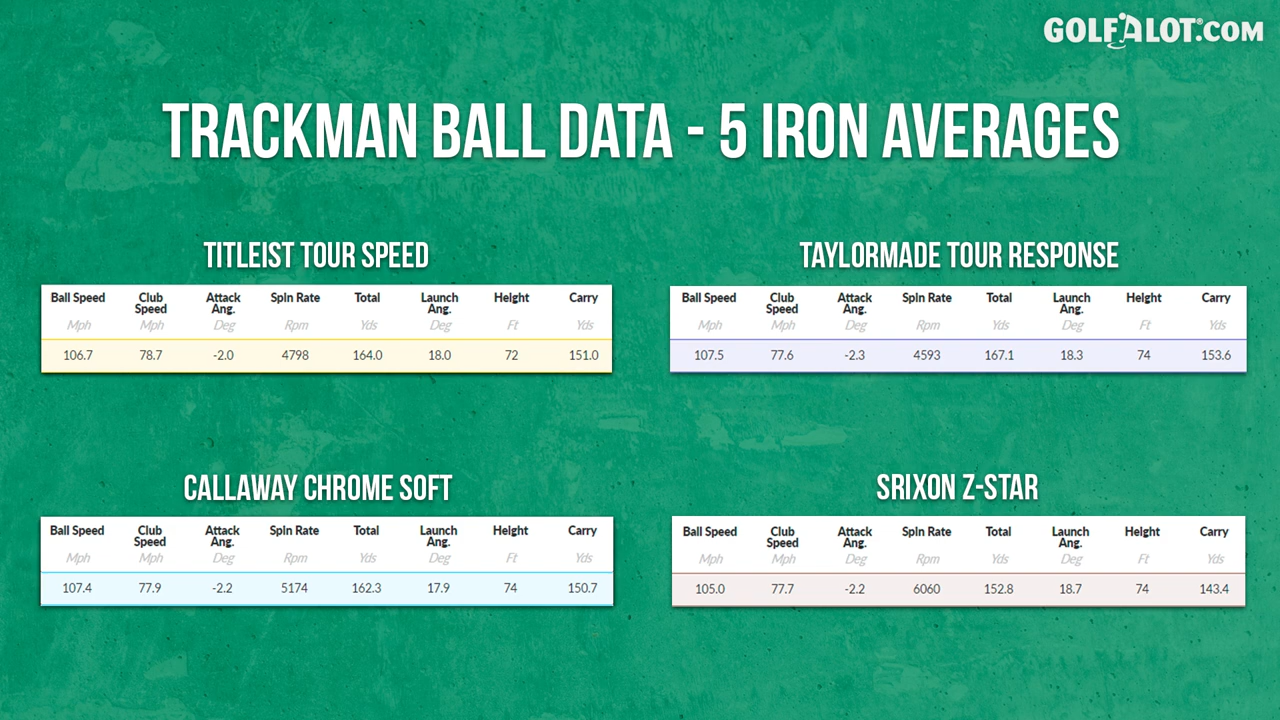 GOLFALOT®.COM
TRACKMAN BALL DATA - 5 IRON AVERAGES
TITLEIST TOUR SPEED
Ball Speed Club Speed Attack Ang. Spin Rate Total Launch Ang. Height Carry
Mph Mph Deg Rpm Yds Deg Ft Yds
106.7 78.7 -2.0 4798 164.0 18.0 72 151.0
TAYLORMADE TOUR RESPONSE
Ball Speed Club Speed Attack Ang. Spin Rate Total Launch Ang. Height Carry
Mph Mph Deg Rpm Yds Deg Ft Yds
107.5 77.6 -2.3 4593 167.1 18.3 74 153.6
CALLAWAY CHROME SOFT
Ball Speed Club Speed Attack Ang. Spin Rate Total Launch Ang. Height Carry
Mph Mph Deg Rpm Yds Deg Ft Yds
107.4 77.9 -2.2 5174 162.3 17.9 74 150.7
SRIXON Z-STAR
Ball Speed Club Speed Attack Ang. Spin Rate Total Launch Ang. Height Carry
Mph Mph Deg Rpm Yds Deg Ft Yds
105.0 77.7 -2.2 6060 152.8 18.7 74 143.4